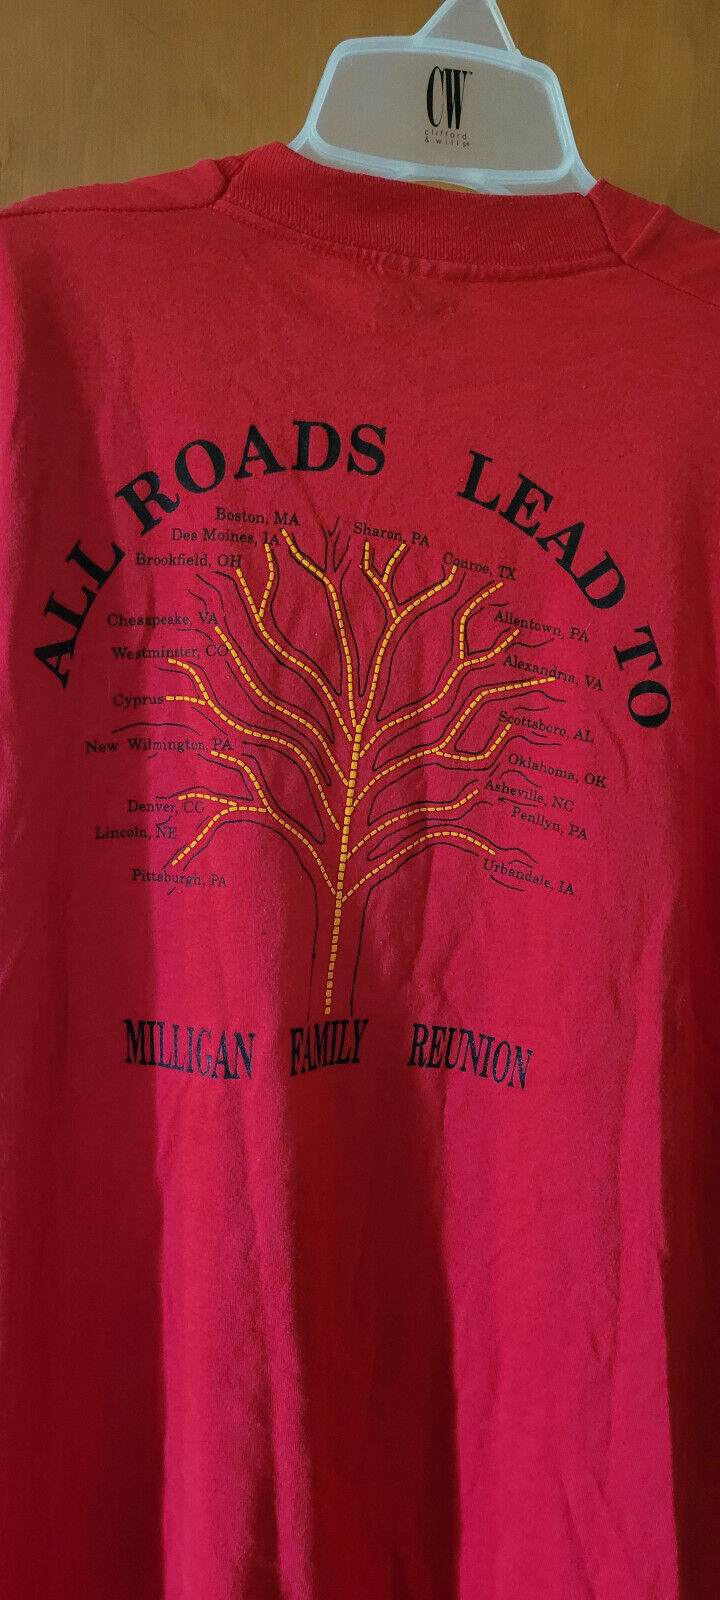 CW
clifford
& wills®
ALL ROADS LEAD TO
Boston, MA
Des Moines, IA
Brookfield, OH
Chesapeake, VA
Westminster, CO
Cyprus
New Wilmington, PA
Denver, CO
Lincoln, NE
Pittsburgh, PA
Sharon, PA
Conroe, TX
Allentown, PA
Alexandria, VA
Scottsboro, AL
Oklahoma, OK
Asheville, NC
Penllyn, PA
Urbandale, IA
MILLIGAN FAMILY REUNION